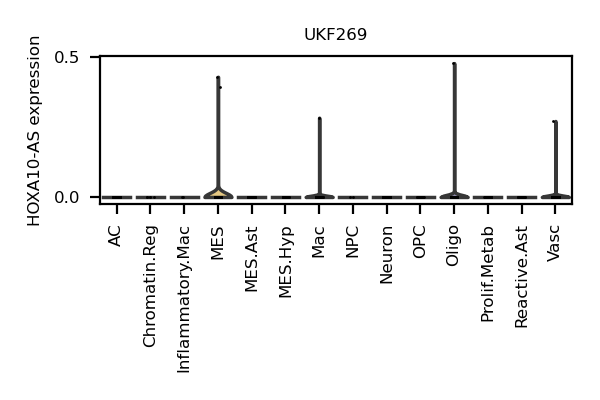 UKF269
HOXA10-AS expression
0.5
0.0
AC
Chromatin.Reg
Inflammatory.Mac
MES
MES.Ast
MES.Hyp
Mac
NPC
Neuron
OPC
Oligo
Prolif.Metab
Reactive.Ast
Vasc